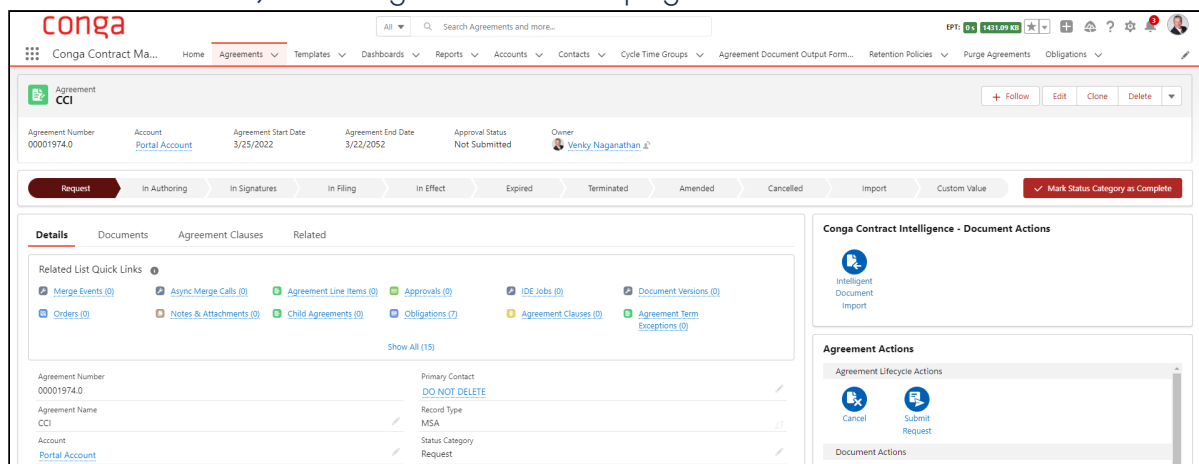 conga
All
Search Agreements and more...
EPT: 0 s 1431.09 KB
Conga Contract Ma... Home Agreements Templates Dashboards Reports Accounts Contacts Cycle Time Groups Agreement Document Output Form... Retention Policies Purge Agreements Obligations
Agreement
CCI
+ Follow Edit Clone Delete
Agreement Number Account Agreement Start Date Agreement End Date Approval Status Owner
00001974.0 Portal Account 3/25/2022 3/22/2052 Not Submitted Venky Naganathan
Request In Authoring In Signatures In Filing In Effect Expired Terminated Amended Cancelled Import Custom Value Mark Status Category as Complete
Details Documents Agreement Clauses Related
Related List Quick Links
Merge Events (0) Async Merge Calls (0) Agreement Line Items (0) Approvals (0) IDE Jobs (0) Document Versions (0)
Orders (0) Notes & Attachments (0) Child Agreements (0) Obligations (7) Agreement Clauses (0) Agreement Term
Exceptions (0)
Show All (15)
Agreement Number Primary Contact
00001974.0 DO NOT DELETE
Agreement Name Record Type
CCI MSA
Account Status Category
Portal Account Request
Conga Contract Intelligence - Document Actions
Intelligent
Document
Import
Agreement Actions
Agreement Lifecycle Actions
Cancel Submit
Request
Document Actions